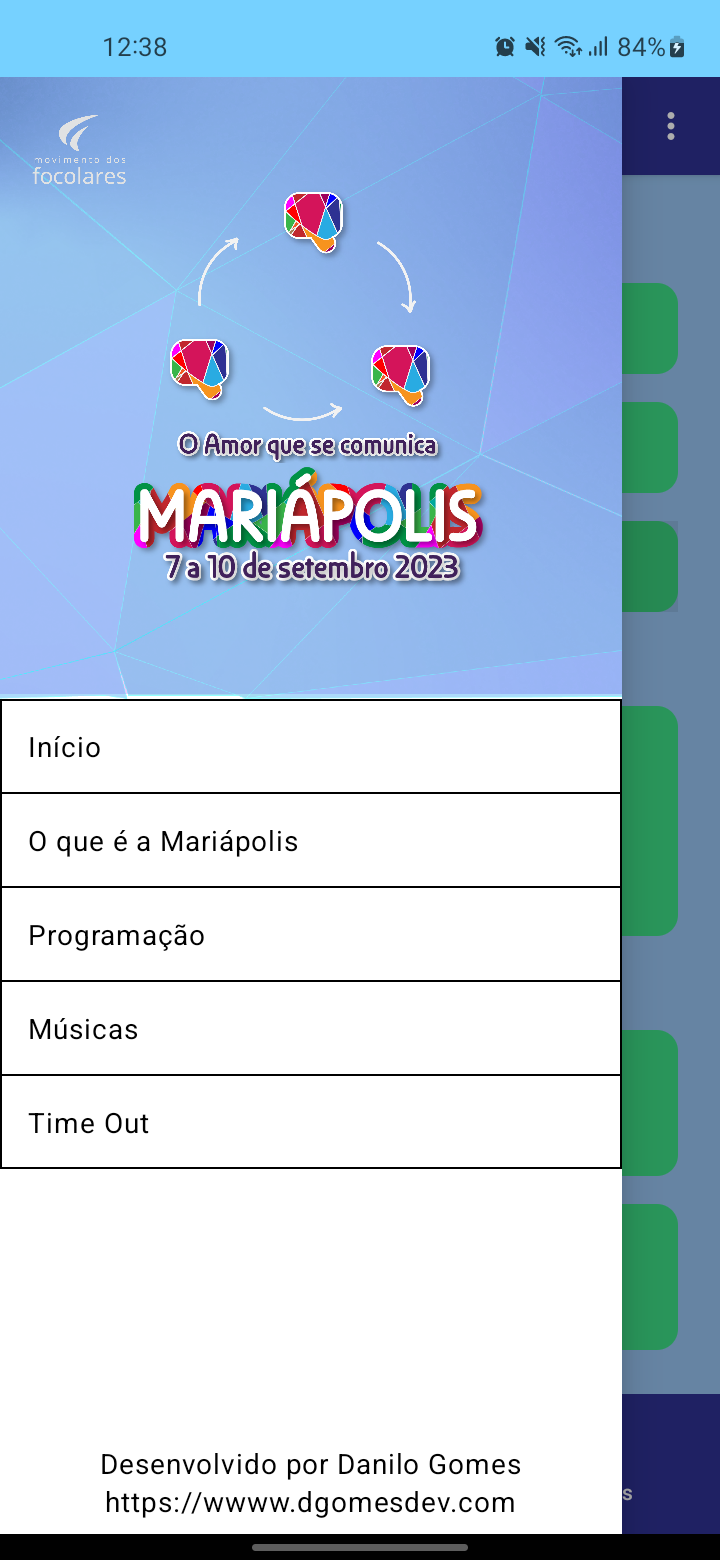 12:38
84%
movimento dos
focolares
O Amor que se comunica
MARIÁPOLIS
7 a 10 de setembro 2023
Início
O que é a Mariápolis
Programação
Músicas
Time Out
Desenvolvido por Danilo Gomes
https://wwww.dgomesdev.com
s